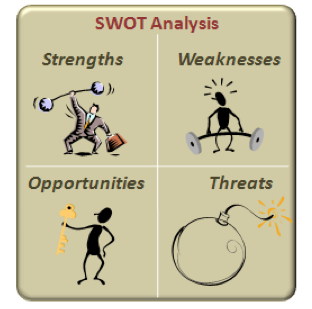 SWOT Analysis
Strengths
Weaknesses
Opportunities
Threats